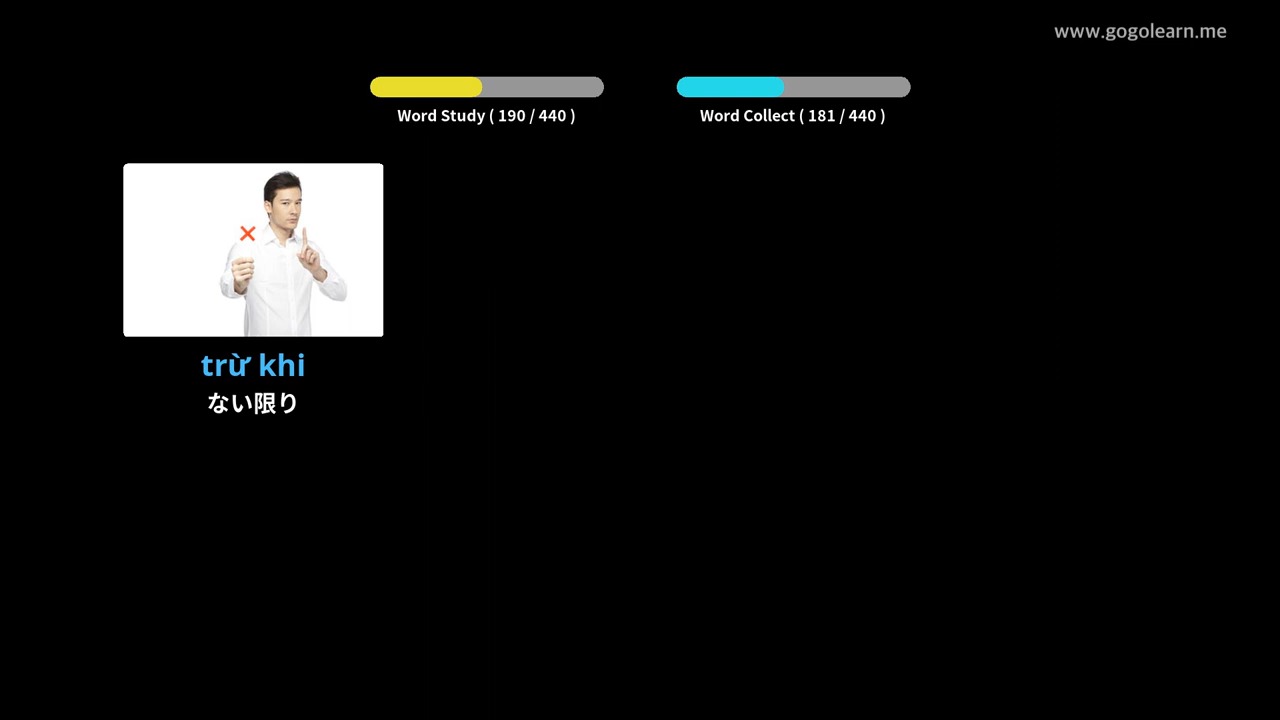 www.gogolearn.me
Word Study ( 190 / 440 )
Word Collect ( 181 / 440 )
trừ khi
ない限り